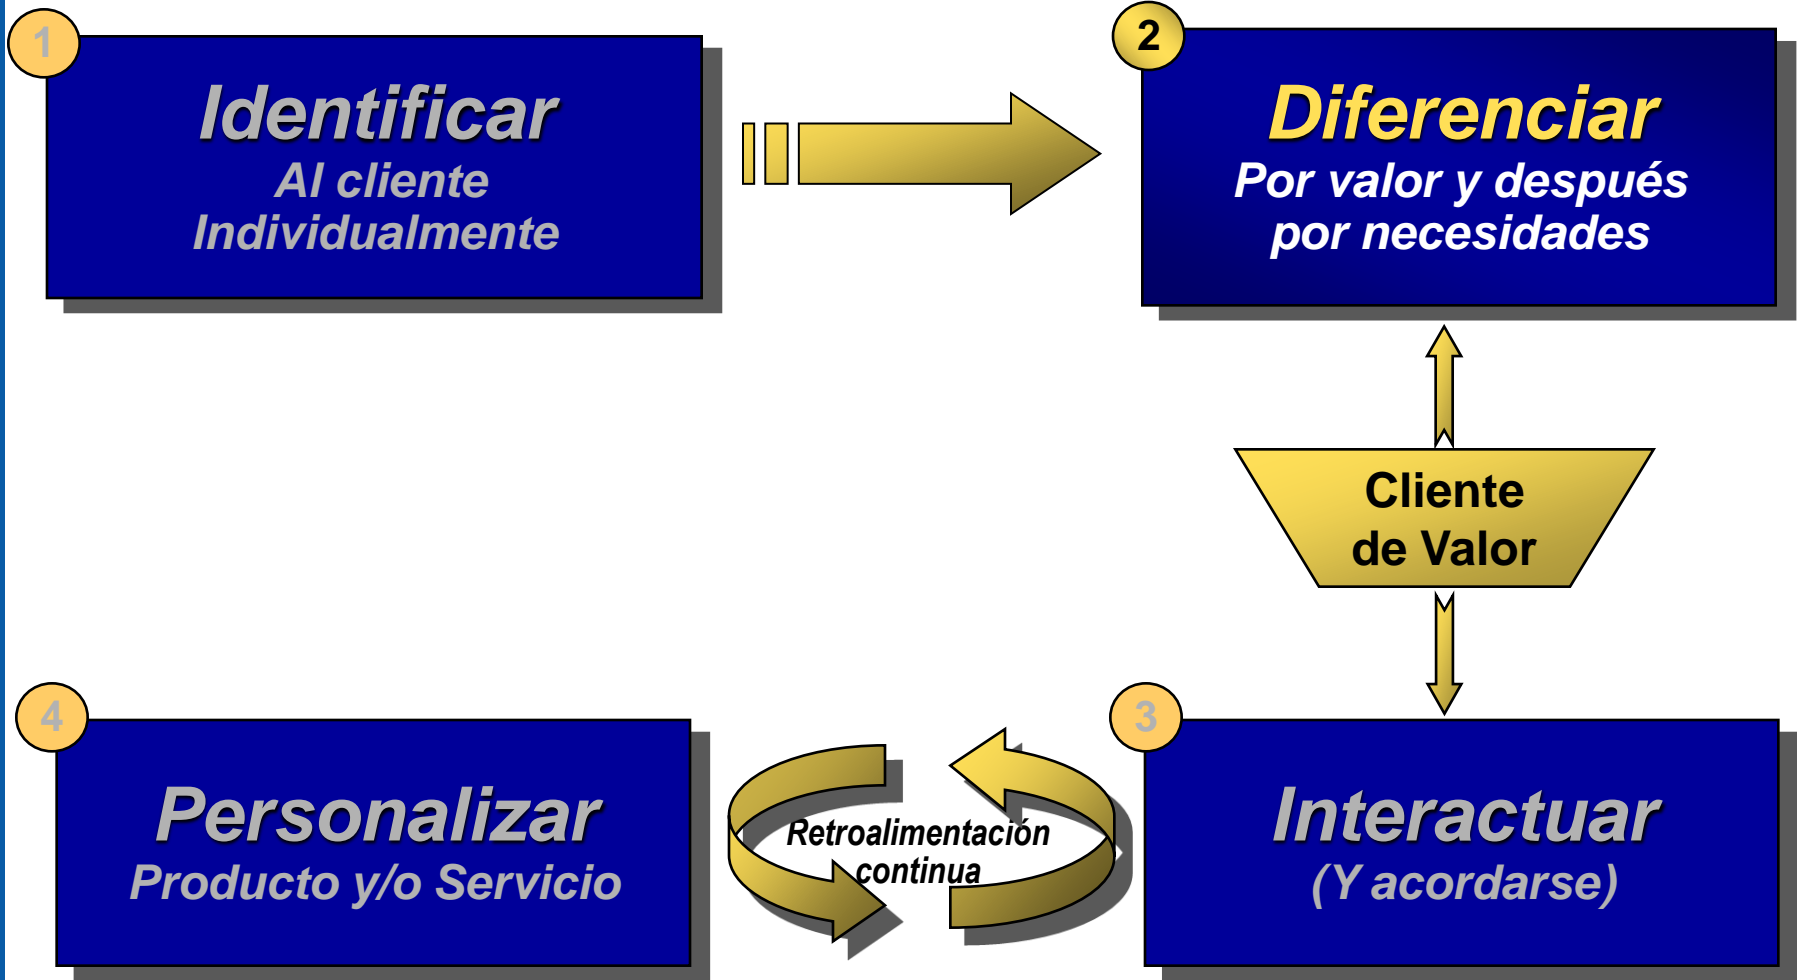 1
Identificar
Al cliente
Individualmente
2
Diferenciar
Por valor y después
por necesidades
Cliente
de Valor
3
Interactuar
(Y acordarse)
Retroalimentación
continua
4
Personalizar
Producto y/o Servicio